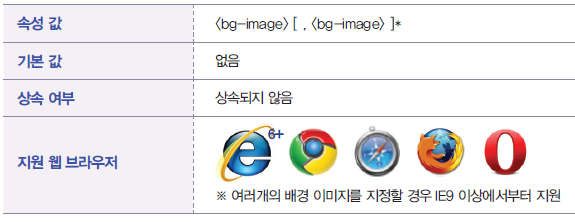 속성 값 〈bg-image〉 [ , 〈bg-image〉 ]*
기본 값 없음
상속 여부 상속되지 않음
지원 웹 브라우저 6+
※ 여러개의 배경 이미지를 지정할 경우 IE9 이상에서부터 지원